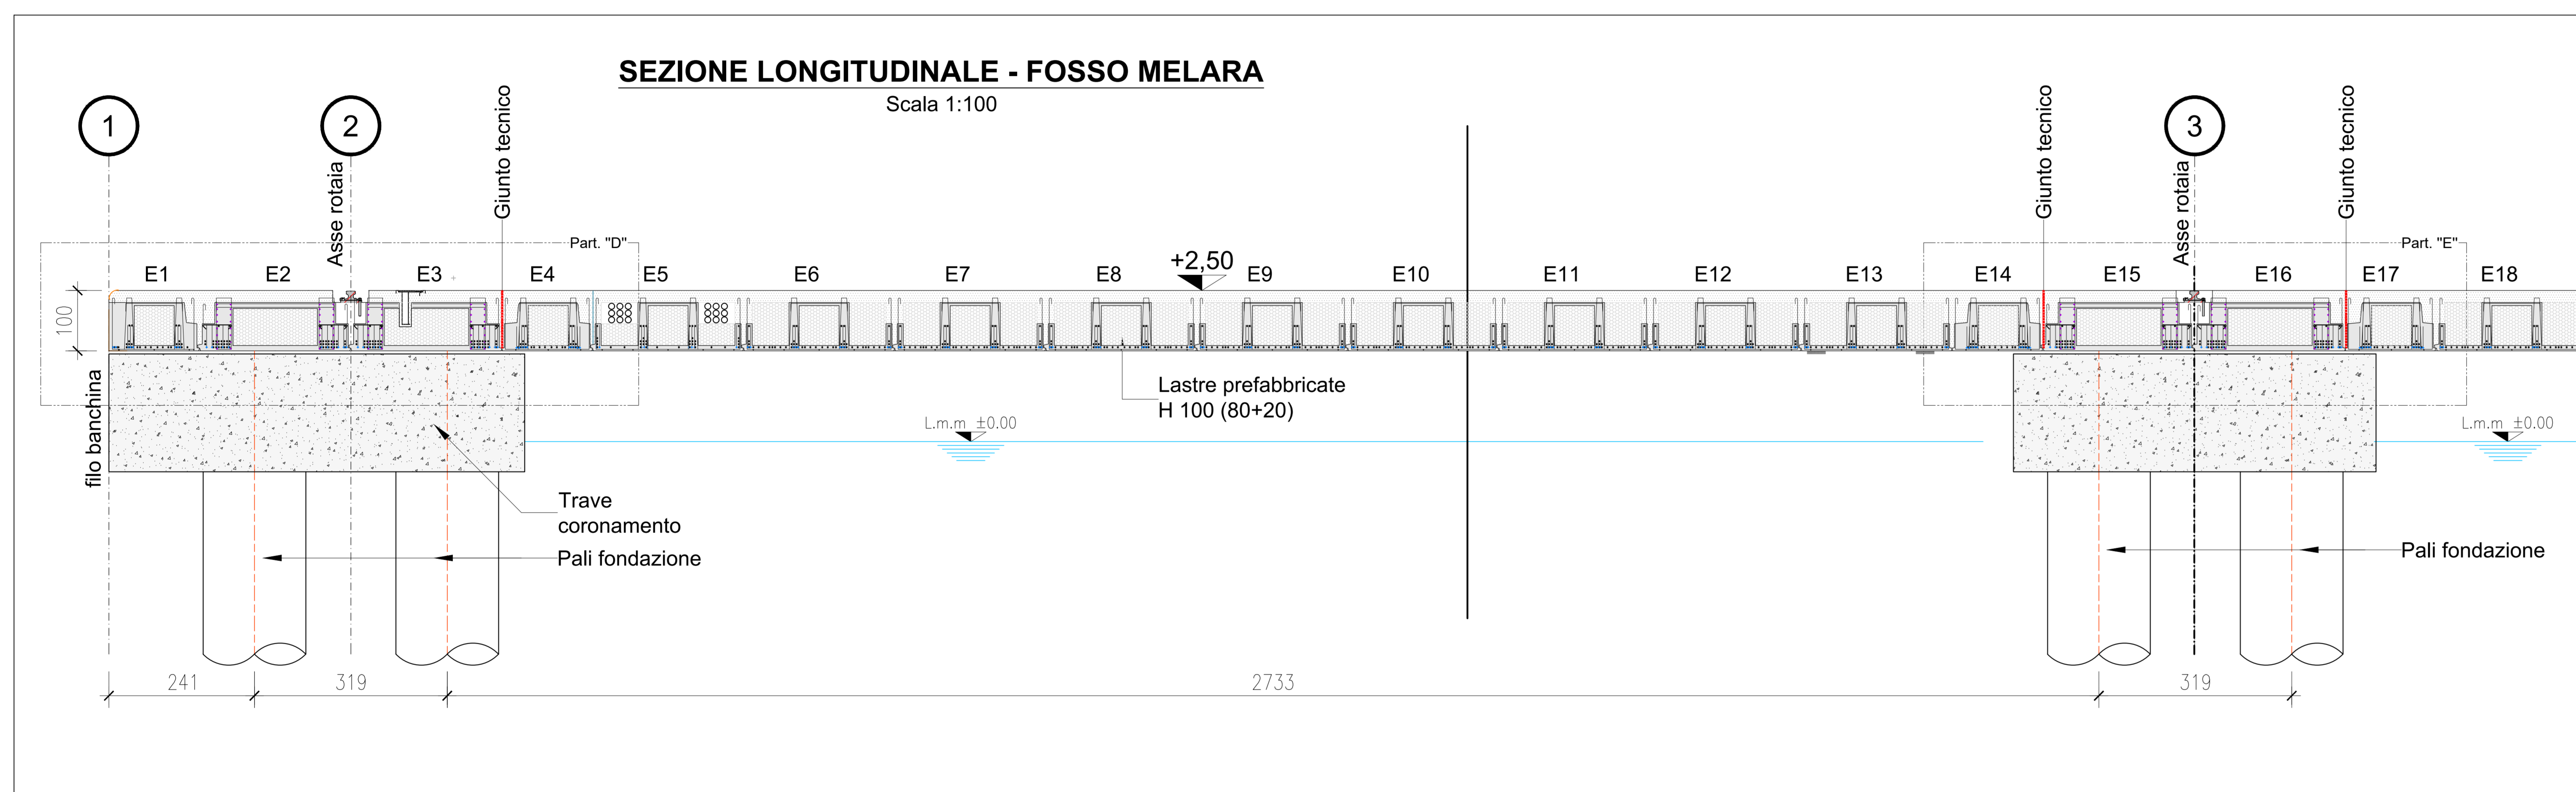 SEZIONE LONGITUDINALE - FOSSO MELARA
Scala 1:100
1
2
3
Asse rotaia
Giunto tecnico
Giunto tecnico
Asse rotaia
Giunto tecnico
Part. "D"
Part. "E"
+2,50
E1 E2 E3 E4 E5 E6 E7 E8 E9 E10 E11 E12 E13 E14 E15 E16 E17 E18
100
filo banchina
Lastre prefabbricate
H 100 (80+20)
L.m.m ±0.00
L.m.m ±0.00
Trave
coronamento
Pali fondazione
Pali fondazione
241 319 2733 319